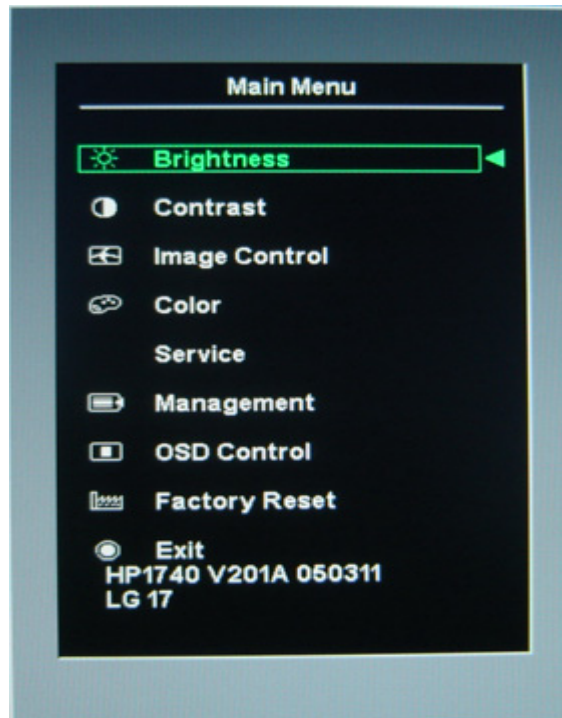 Main Menu
Brightness
Contrast
Image Control
Color
Service
Management
OSD Control
Factory Reset
Exit
HP1740 V201A 050311
LG 17